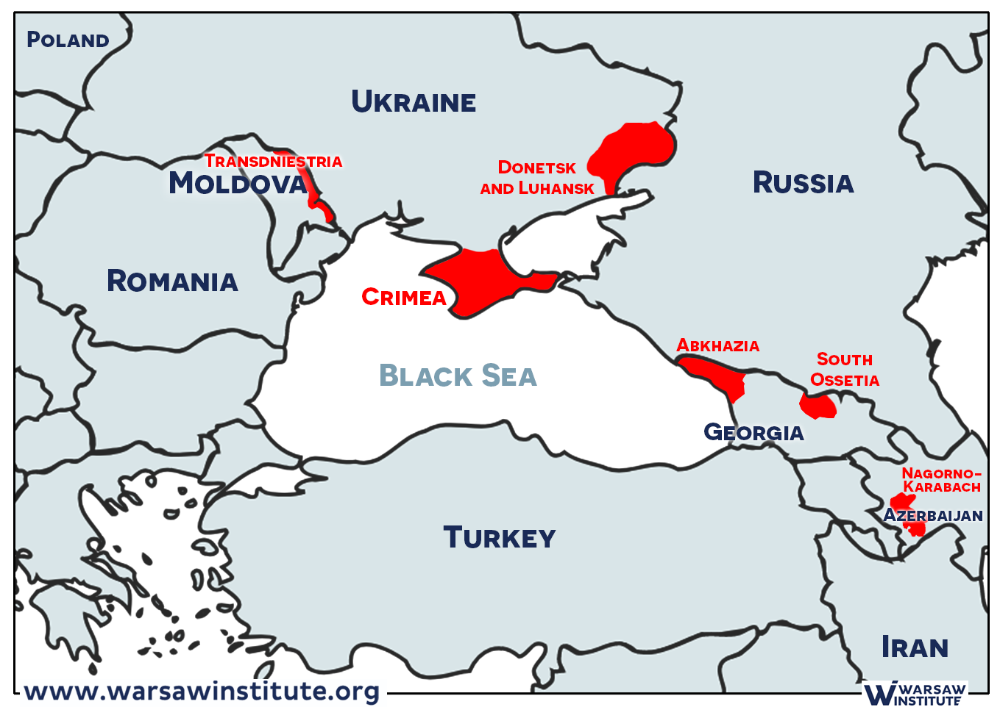 POLAND
UKRAINE
TRANSDNIESTRIA
MOLDOVA
DONETSK
AND LUHANSK
RUSSIA
ROMANIA
CRIMEA
BLACK SEA
ABKHAZIA
SOUTH
OSSETIA
GEORGIA
NAGORNO-
KARABACH
AZERBAIJAN
TURKEY
IRAN
www.warsawinstitute.org
W WARSAW
INSTITUTE